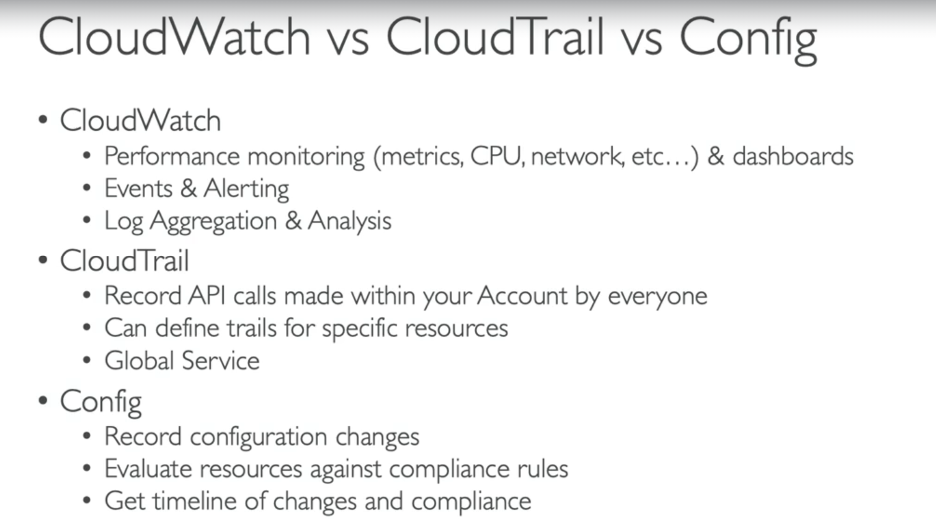 CloudWatch vs CloudTrail vs Config
• CloudWatch
• Performance monitoring (metrics, CPU, network, etc…) & dashboards
• Events & Alerting
• Log Aggregation & Analysis
• CloudTrail
• Record API calls made within your Account by everyone
• Can define trails for specific resources
• Global Service
• Config
• Record configuration changes
• Evaluate resources against compliance rules
• Get timeline of changes and compliance